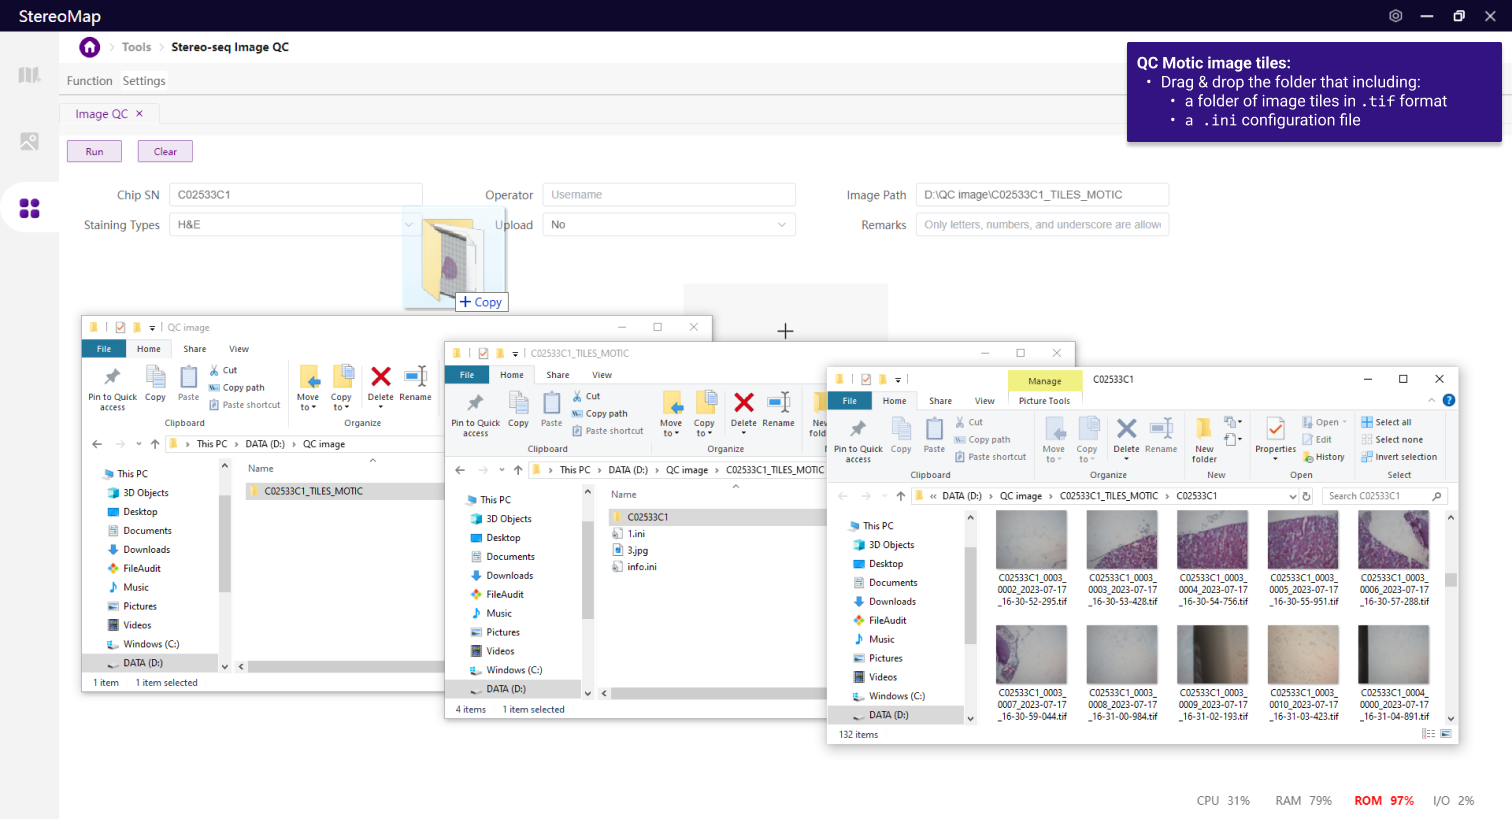 StereoMap
Tools > Stereo-seq Image QC
Function Settings
QC Motic image tiles:
• Drag & drop the folder that including:
• a folder of image tiles in .tif format
• a .ini configuration file
Image QC ×
Run Clear
Chip SN C02533C1 Operator Username Image Path D:\QC image\C02533C1_TILES_MOTIC
Staining Types H&E Upload No Remarks Only letters, numbers, and underscore are allowe
+ Copy
QC image
File Home Share View
Pin to Quick access
Copy
Paste
Cut
Copy path
Paste shortcut
Move to
Copy to
Delete
Rename
Clipboard Organize
This PC > DATA (D:) > QC image
This PC
3D Objects
Desktop
Documents
Downloads
FileAudit
Music
Pictures
Videos
Windows (C:)
DATA (D:)
Name
C02533C1_TILES_MOTIC
1 item 1 item selected
C02533C1_TILES_MOTIC
File Home Share View
Pin to Quick access
Copy
Paste
Cut
Copy path
Paste shortcut
Move to
Copy to
Delete
Rename
Clipboard Organize
> This PC > DATA (D:) > QC image > C02533C1_TILES_MOTIC
This PC
3D Objects
Desktop
Documents
Downloads
FileAudit
Music
Pictures
Videos
Windows (C:)
DATA (D:)
Name
C02533C1
1.ini
3.jpg
info.ini
4 items 1 item selected
Manage C02533C1
File Home Share View Picture Tools
Pin to Quick access
Copy
Paste
Cut
Copy path
Paste shortcut
Move to
Copy to
Delete
Rename
New folder
Properties
Open
Edit
History
Select all
Select none
Invert selection
Clipboard Organize New Open Select
« DATA (D:) > QC image > C02533C1_TILES_MOTIC > C02533C1
Search C02533C1
This PC
3D Objects
Desktop
Documents
Downloads
FileAudit
Music
Pictures
Videos
Windows (C:)
DATA (D:)
C02533C1_0003_0002_2023-07-17_16-30-52-295.tif
C02533C1_0003_0003_2023-07-17_16-30-53-428.tif
C02533C1_0003_0004_2023-07-17_16-30-54-756.tif
C02533C1_0003_0005_2023-07-17_16-30-55-951.tif
C02533C1_0003_0006_2023-07-17_16-30-57-288.tif
C02533C1_0003_0007_2023-07-17_16-30-59-044.tif
C02533C1_0003_0008_2023-07-17_16-31-00-984.tif
C02533C1_0003_0009_2023-07-17_16-31-02-193.tif
C02533C1_0003_0010_2023-07-17_16-31-03-423.tif
C02533C1_0004_0000_2023-07-17_16-31-04-891.tif
132 items
CPU 31% RAM 79% ROM 97% I/O 2%